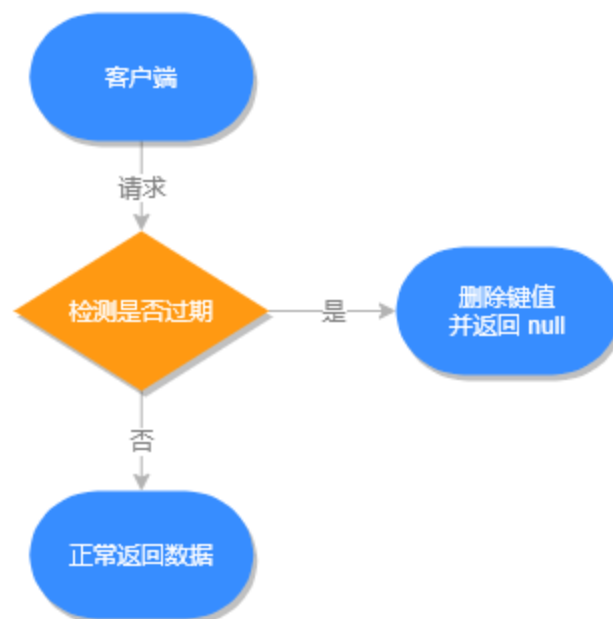 客户端
请求
检测是否过期
是
删除键值
并返回 null
否
正常返回数据